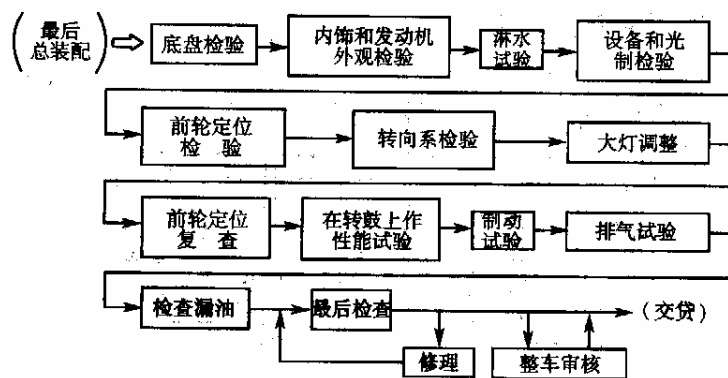 最后
总装配
底盘检验
内饰和发动机
外观检验
淋水
试验
设备和光
制检验
前轮定位
检 验
转向系检验
大灯调整
前轮定位
复 查
在转鼓上作
性能试验
制动
试验
排气试验
检查漏油
最后检查
(交贷)
修理
整车审核